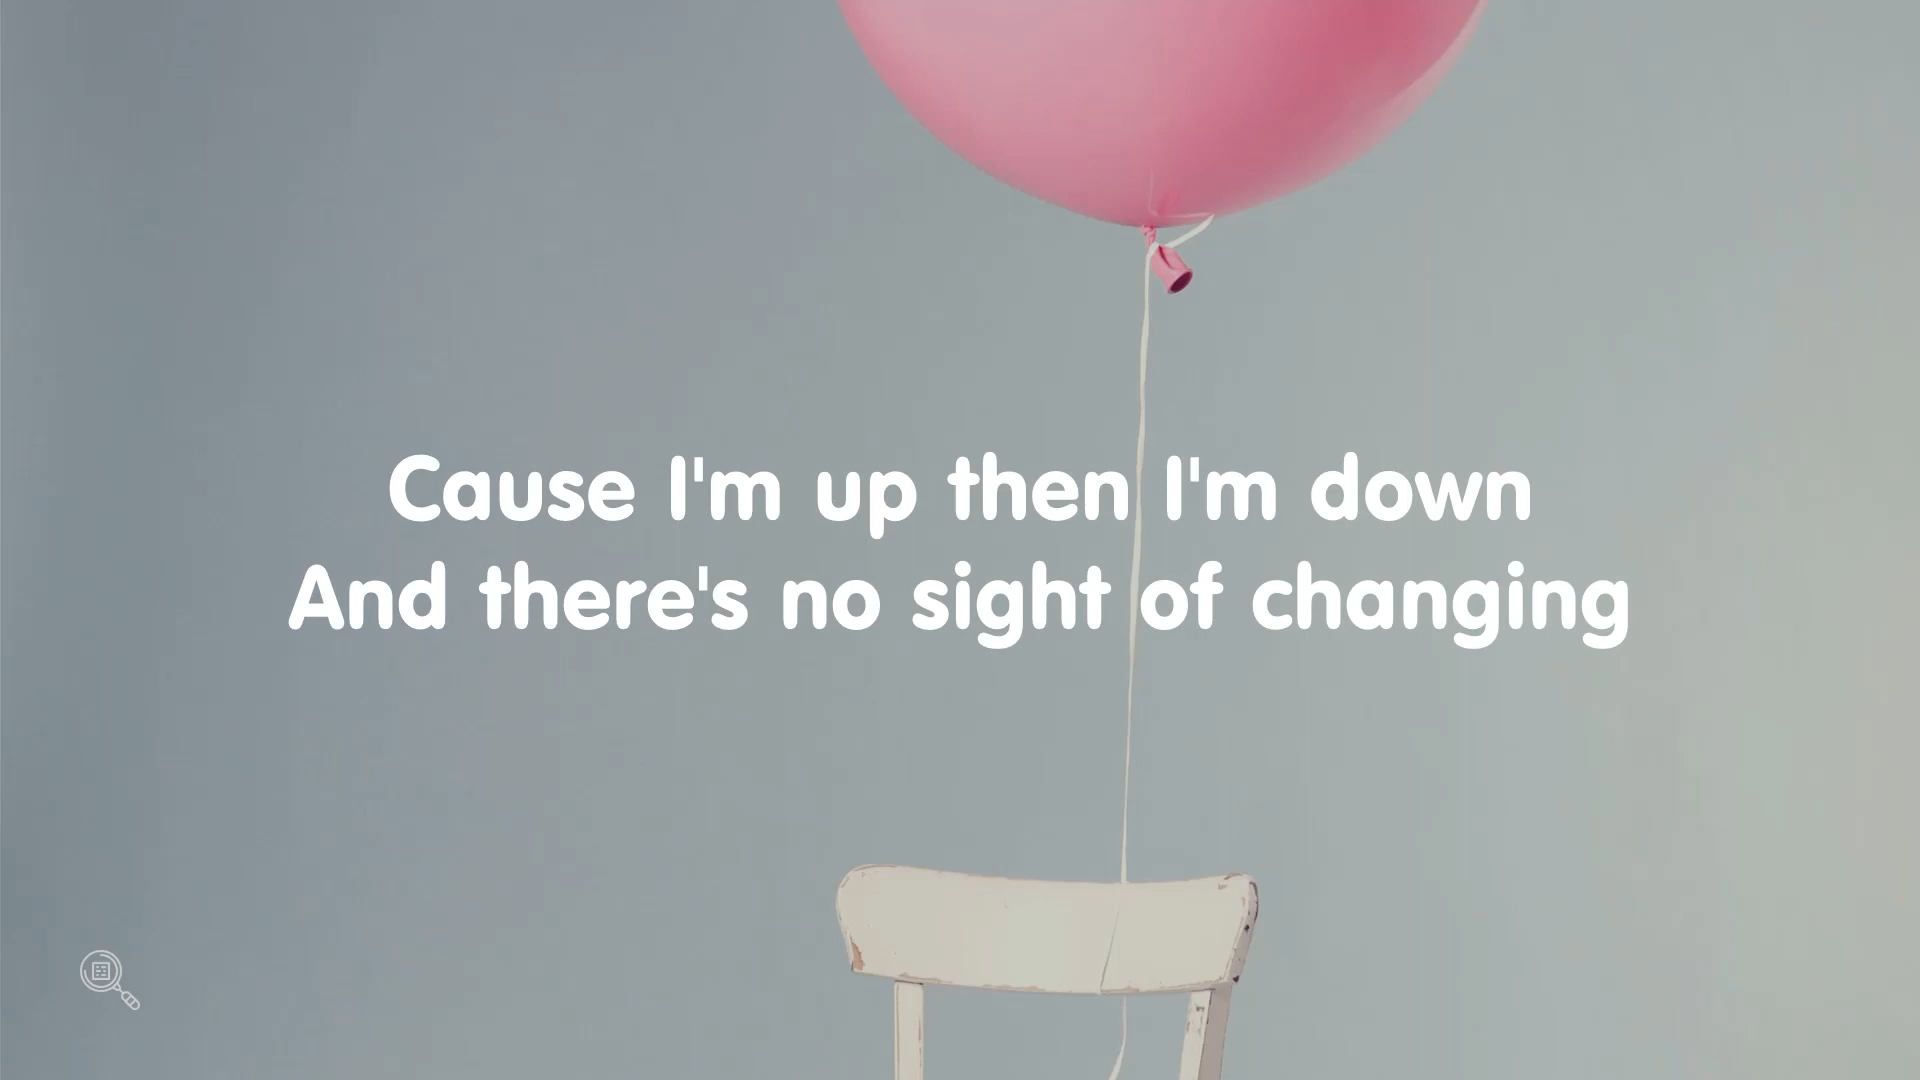 Cause I'm up then I'm down
And there's no sight of changing